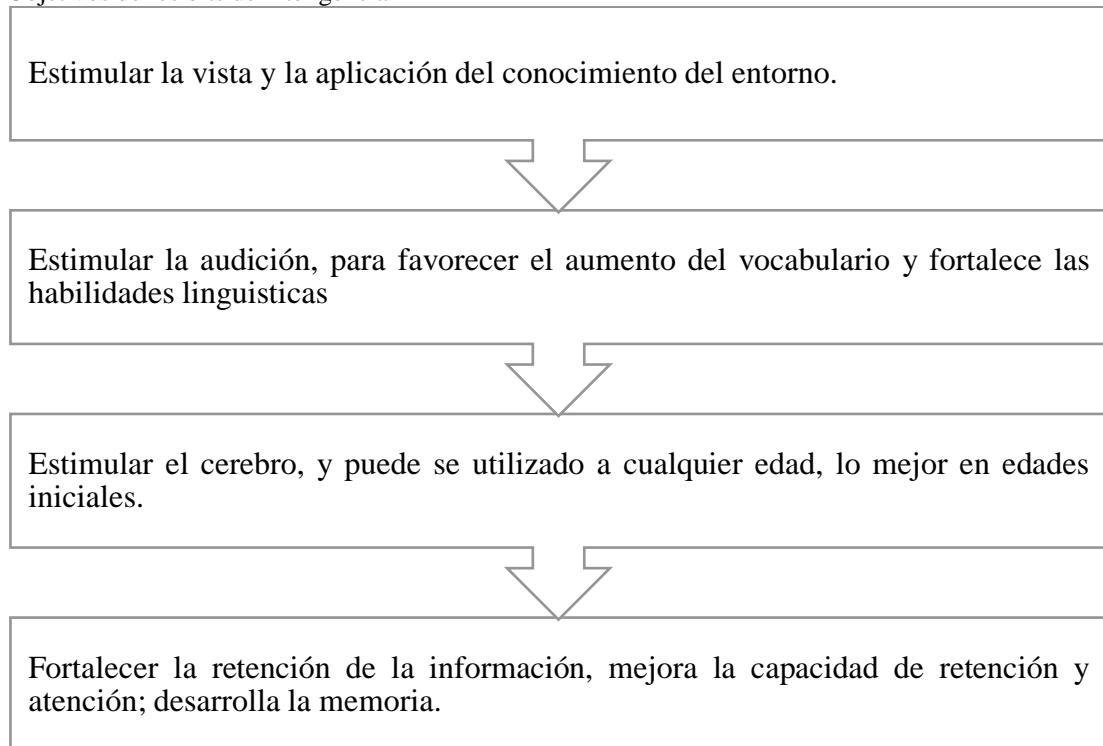 Estimular la vista y la aplicación del conocimiento del entorno.
Estimular la audición, para favorecer el aumento del vocabulario y fortalece las
habilidades linguisticas
Estimular el cerebro, y puede se utilizado a cualquier edad, lo mejor en edades
iniciales.
Fortalecer la retención de la información, mejora la capacidad de retención y
atención; desarrolla la memoria.